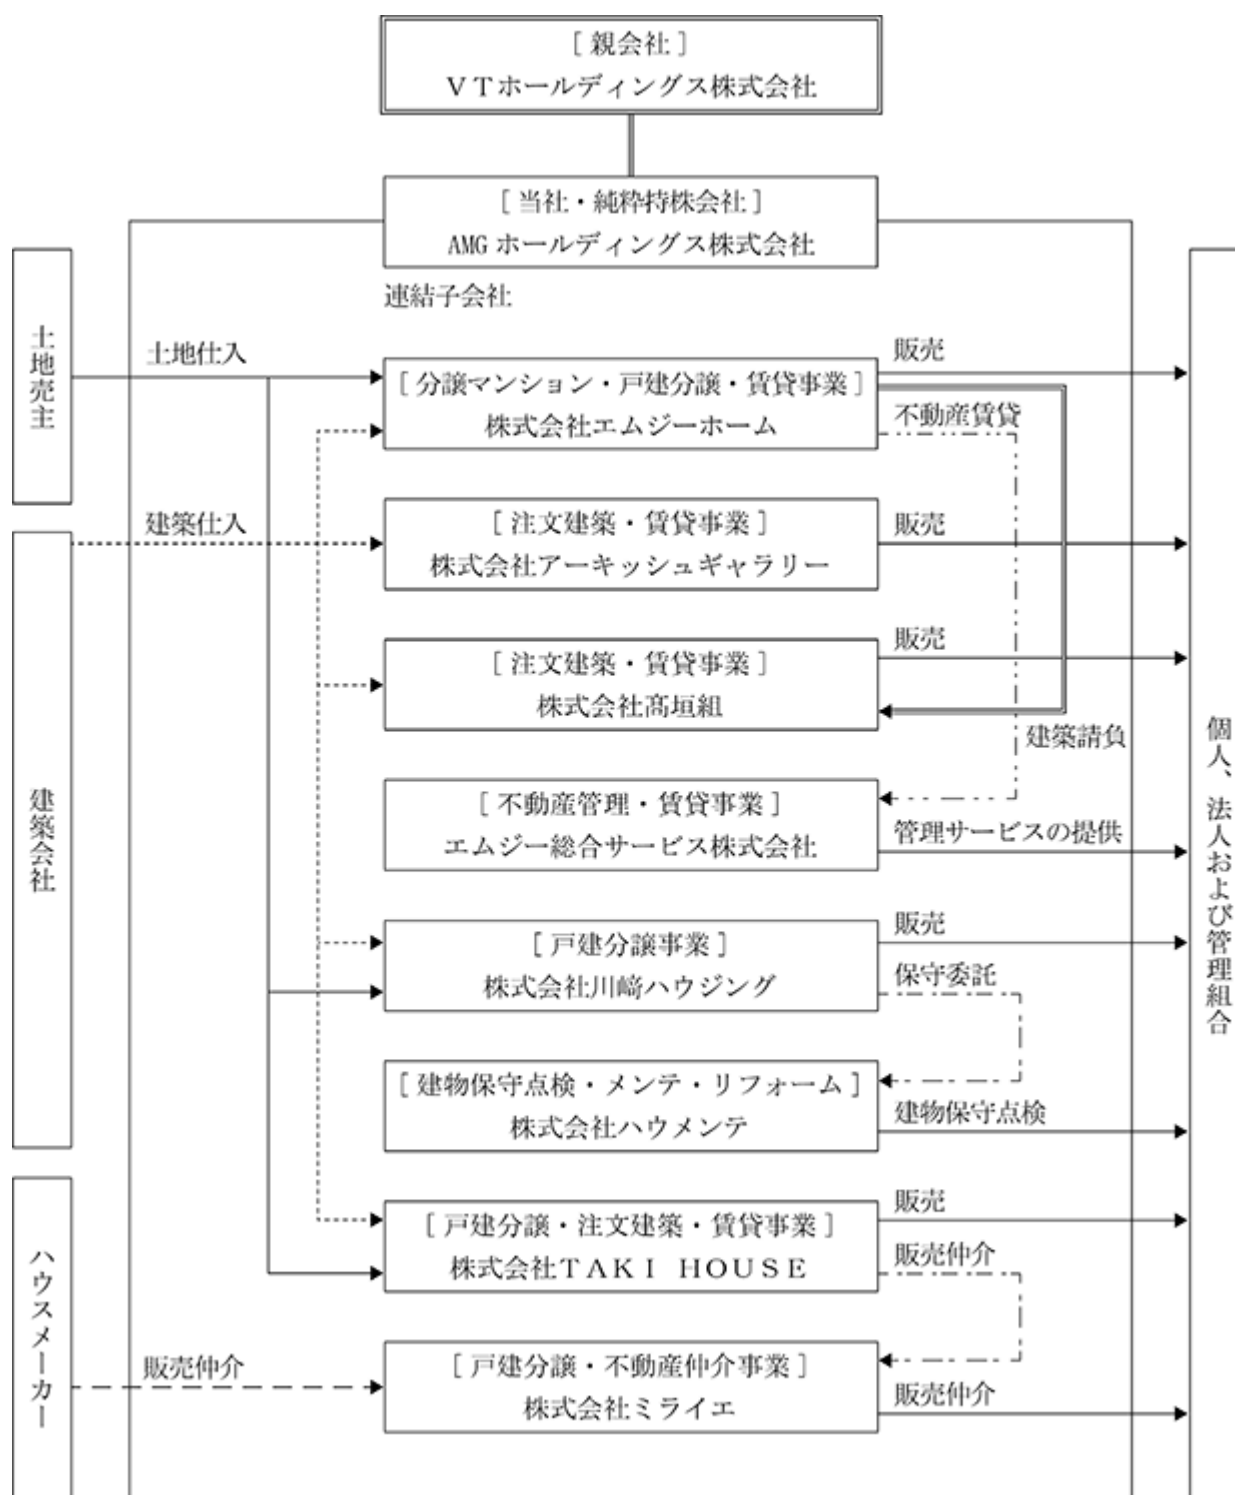 [ 親会社 ]
ＶＴホールディングス株式会社
[ 当社・純粋持株会社 ]
AMG ホールディングス株式会社
連結子会社
土地売主
土地仕入
[ 分譲マンション・戸建分譲・賃貸事業 ]
株式会社エムジーホーム
販売
不動産賃貸
建築会社
建築仕入
[ 注文建築・賃貸事業 ]
株式会社アーキッシュギャラリー
販売
[ 注文建築・賃貸事業 ]
株式会社髙垣組
販売
建築請負
[ 不動産管理・賃貸事業 ]
エムジー総合サービス株式会社
管理サービスの提供
[ 戸建分譲事業 ]
株式会社川﨑ハウジング
販売
保守委託
[ 建物保守点検・メンテ・リフォーム ]
株式会社ハウメンテ
建物保守点検
[ 戸建分譲・注文建築・賃貸事業 ]
株式会社ＴＡＫＩ　ＨＯＵＳＥ
販売
販売仲介
ハウスメーカー
販売仲介
[ 戸建分譲・不動産仲介事業 ]
株式会社ミライエ
販売仲介
個人、法人および管理組合